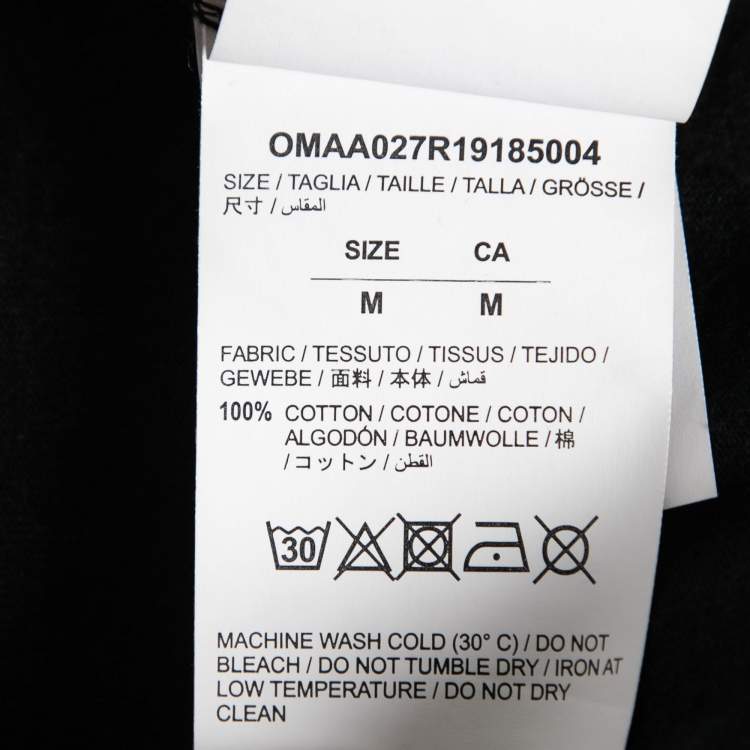 OMAA027R19185004
SIZE / TAGLIA / TAILLE / TALLA / GRÖSSE /
尺寸 / المقاس
SIZE CA
M M
FABRIC / TESSUTO / TISSUS / TEJIDO /
GEWEBE / 面料 / 本体 / قماش
100% COTTON / COTONE / COTON /
ALGODÓN / BAUMWOLLE / 棉
/ コットン / القطن
30
MACHINE WASH COLD (30° C) / DO NOT
BLEACH / DO NOT TUMBLE DRY / IRON AT
LOW TEMPERATURE / DO NOT DRY
CLEAN